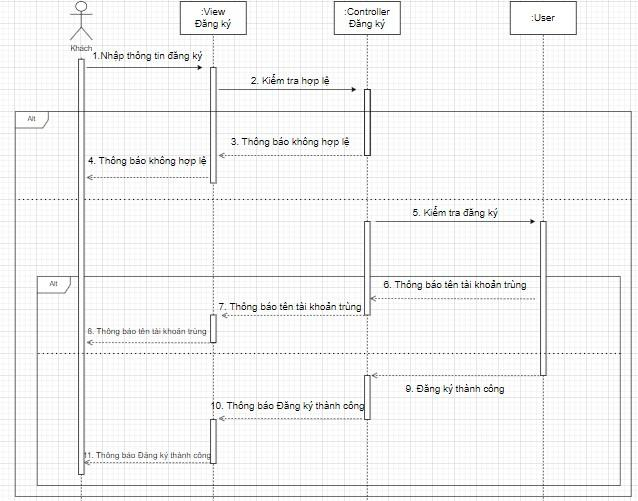 :View
Đăng ký
:Controller
Đăng ký
:User
Khách
1.Nhập thông tin đăng ký
2. Kiểm tra hợp lệ
Alt
3. Thông báo không hợp lệ
4. Thông báo không hợp lệ
5. Kiểm tra đăng ký
Alt
6. Thông báo tên tài khoản trùng
7. Thông báo tên tài khoản trùng
8. Thông báo tên tài khoản trùng
9. Đăng ký thành công
10. Thông báo Đăng ký thành công
11. Thông báo Đăng ký thành công